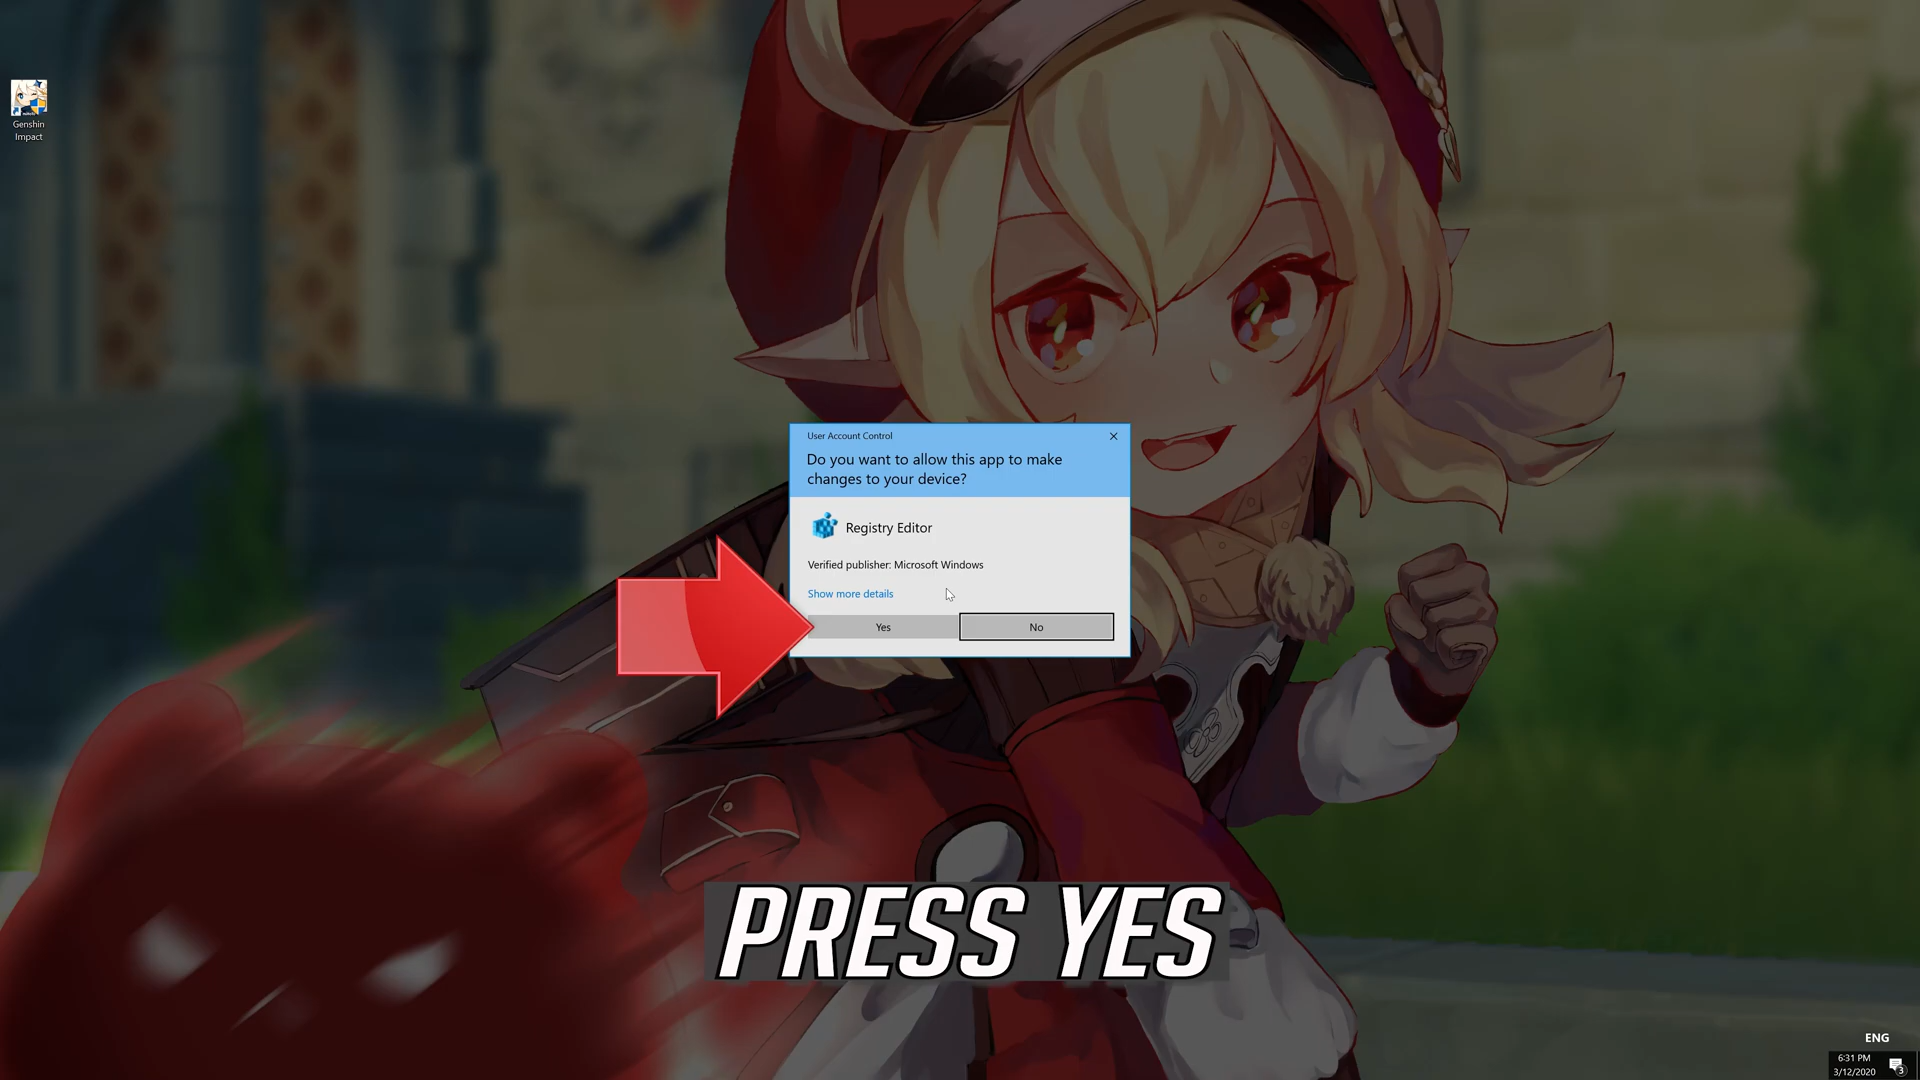 Genshin
Impact
User Account Control
Do you want to allow this app to make
changes to your device?
Registry Editor
Verified publisher: Microsoft Windows
Show more details
Yes
No
PRESS YES
ENG
6:31 PM
3/12/2020
3